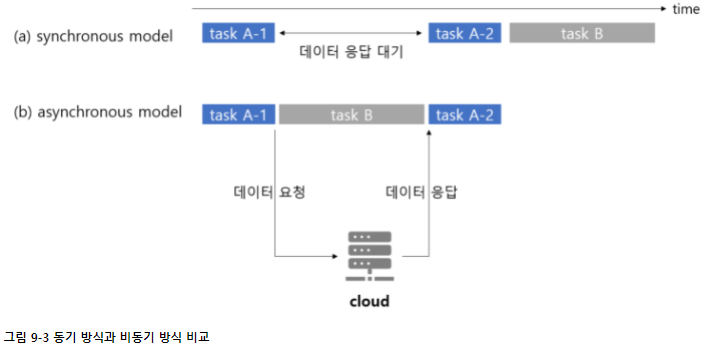 time
(a) synchronous model
task A-1
task A-2
task B
데이터 응답 대기
(b) asynchronous model
task A-1
task B
task A-2
데이터 요청
데이터 응답
cloud
그림 9-3 동기 방식과 비동기 방식 비교